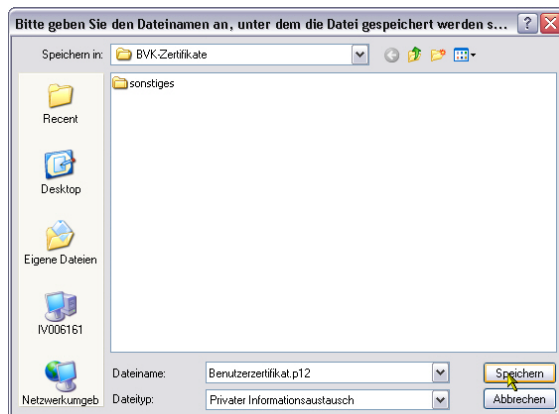 Bitte geben Sie den Dateinamen an, unter dem die Datei gespeichert werden s...
Speichern in: BVK-Zertifikate
sonstiges
Recent
Desktop
Eigene Dateien
IV006161
Netzwerkumgeb
Dateiname: Benutzerzertifikat.p12 Speichern
Dateityp: Privater Informationsaustausch Abbrechen